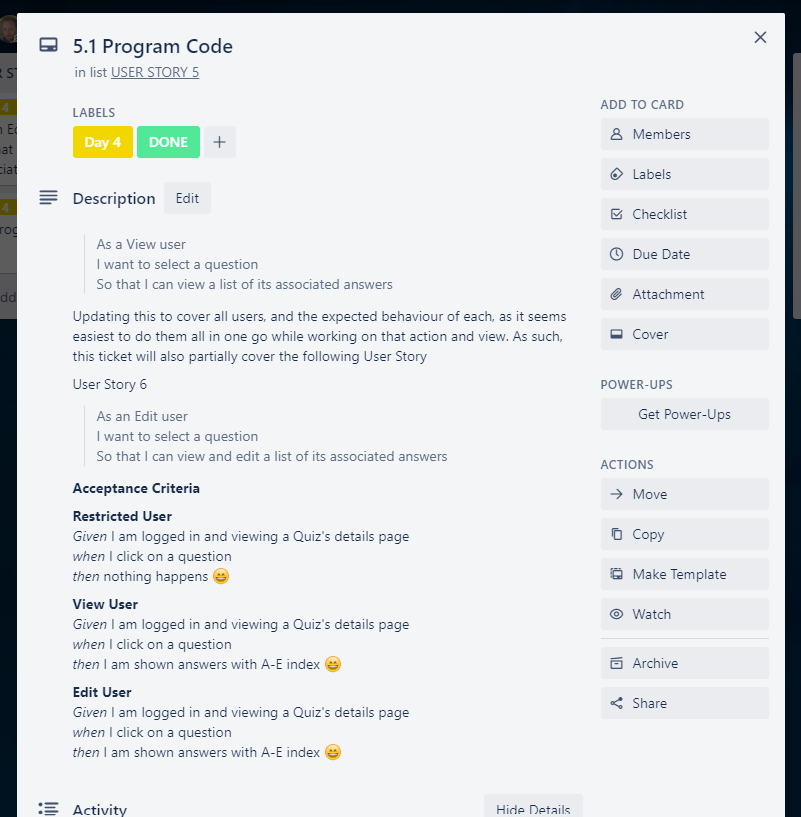 5.1 Program Code
in list USER STORY 5
LABELS
Day 4
DONE
Description
Edit
As a View user
I want to select a question
So that I can view a list of its associated answers
Updating this to cover all users, and the expected behaviour of each, as it seems
easiest to do them all in one go while working on that action and view. As such,
this ticket will also partially cover the following User Story
User Story 6
As an Edit user
I want to select a question
So that I can view and edit a list of its associated answers
Acceptance Criteria
Restricted User
Given I am logged in and viewing a Quiz's details page
when I click on a question
then nothing happens 😄
View User
Given I am logged in and viewing a Quiz's details page
when I click on a question
then I am shown answers with A-E index 😄
Edit User
Given I am logged in and viewing a Quiz's details page
when I click on a question
then I am shown answers with A-E index 😄
Activity
Hide Details
ADD TO CARD
Members
Labels
Checklist
Due Date
Attachment
Cover
POWER-UPS
Get Power-Ups
ACTIONS
Move
Copy
Make Template
Watch
Archive
Share